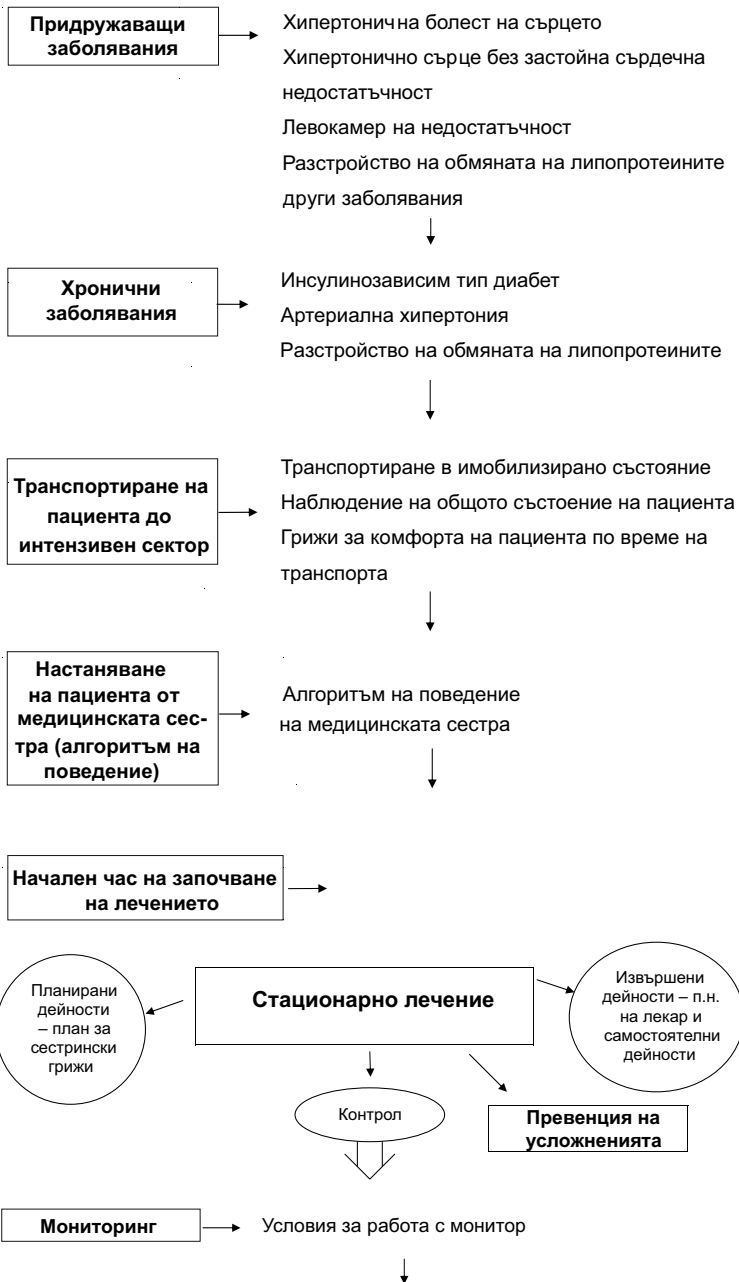 Придружаващи
заболявания
Хипертонична болест на сърцето
Хипертонично сърце без застойна сърдечна
недостатъчност
Левокамер на недостатъчност
Разстройство на обмяната на липопротеините
други заболявания
Хронични
заболявания
Инсулинозависим тип диабет
Артериална хипертония
Разстройство на обмяната на липопротеините
Транспортиране на
пациента до
интензивен сектор
Транспортиране в имобилизирано състояние
Наблюдение на общото състоение на пациента
Грижи за комфорта на пациента по време на
транспорта
Настаняване
на пациента от
медицинската сес-
тра (алгоритъм на
поведение)
Алгоритъм на поведение
на медицинската сестра
Начален час на започване
на лечението
Планирани
дейности
– план за
сестрински
грижи
Стационарно лечение
Извършени
дейности – п.н.
на лекар и
самостоятелни
дейности
Контрол
Превенция на
усложненията
Мониторинг
Условия за работа с монитор